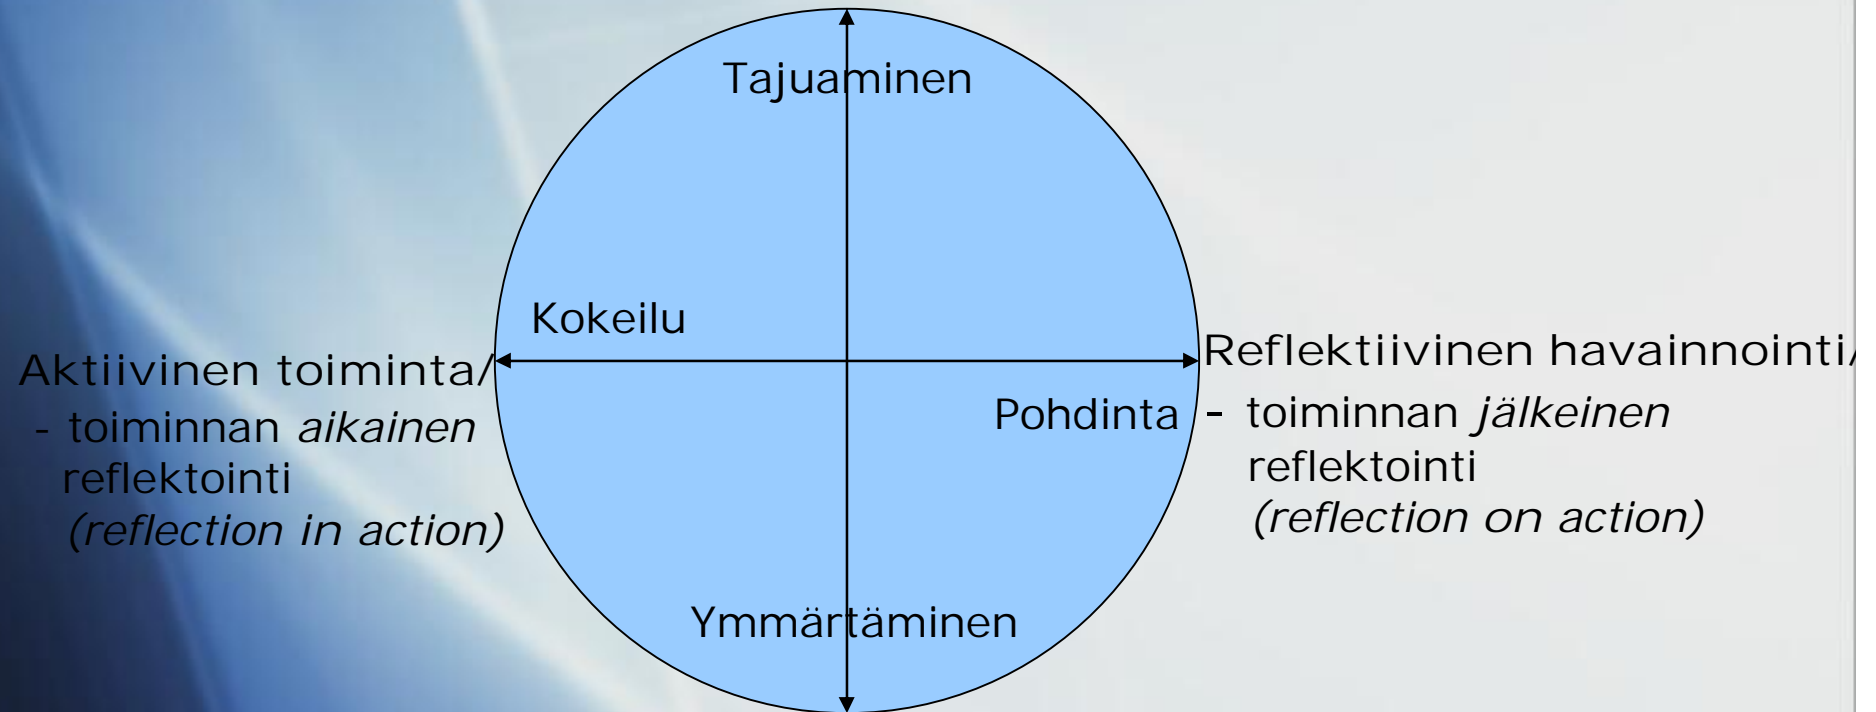 Tajuaminen
Kokeilu
Aktiivinen toiminta/
- toiminnan aikainen
reflektointi
(reflection in action)
Reflektiivinen havainnointi/
Pohdinta
- toiminnan jälkeinen
reflektointi
(reflection on action)
Ymmärtäminen